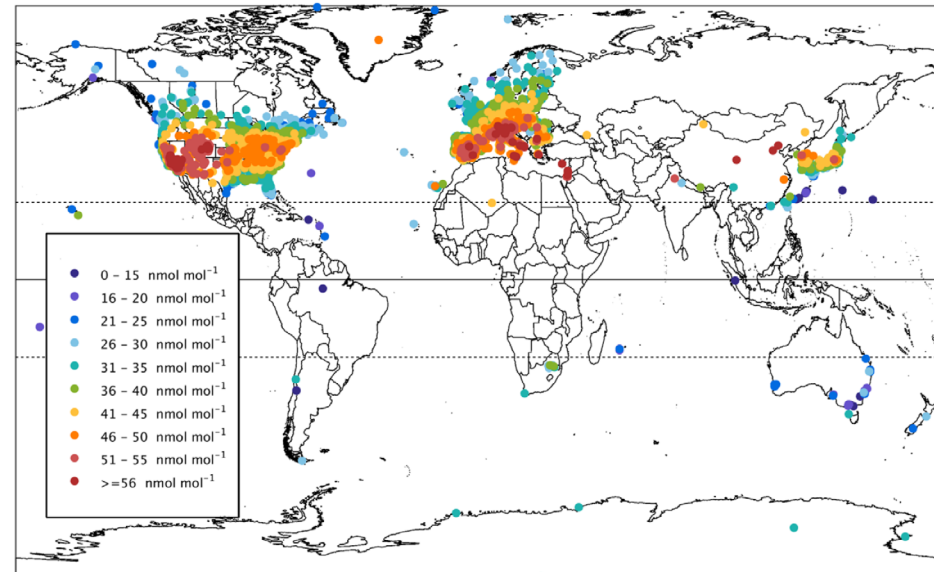 0 – 15 nmol mol⁻¹
16 – 20 nmol mol⁻¹
21 – 25 nmol mol⁻¹
26 – 30 nmol mol⁻¹
31 – 35 nmol mol⁻¹
36 – 40 nmol mol⁻¹
41 – 45 nmol mol⁻¹
46 – 50 nmol mol⁻¹
51 – 55 nmol mol⁻¹
>=56 nmol mol⁻¹